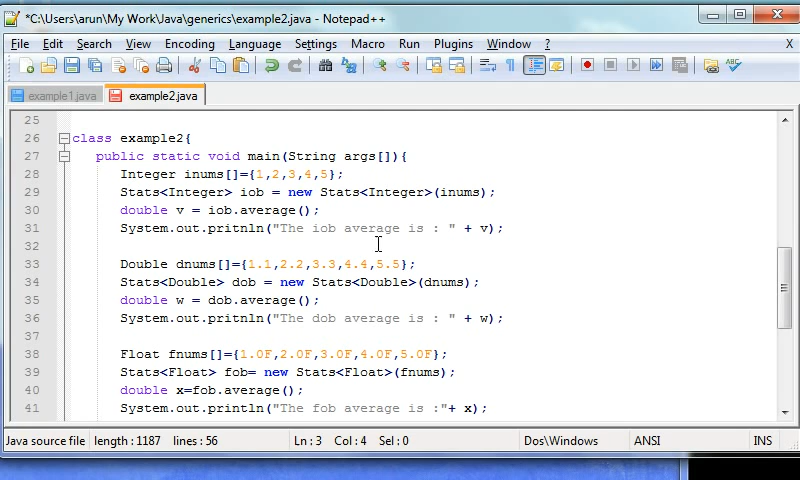 *C:\Users\arun\My Work\Java\generics\example2.java - Notepad++
File Edit Search View Encoding Language Settings Macro Run Plugins Window ? X
example1.java example2.java
25
26 class example2{
27 public static void main(String args[]){
28 Integer inums[]={1,2,3,4,5};
29 Stats<Integer> iob = new Stats<Integer>(inums);
30 double v = iob.average();
31 System.out.pritnln("The iob average is : " + v);
32
33 Double dnums[]={1.1,2.2,3.3,4.4,5.5};
34 Stats<Double> dob = new Stats<Double>(dnums);
35 double w = dob.average();
36 System.out.pritnln("The dob average is : " + w);
37
38 Float fnums[]={1.0F,2.0F,3.0F,4.0F,5.0F};
39 Stats<Float> fob= new Stats<Float>(fnums);
40 double x=fob.average();
41 System.out.println("The fob average is :"+ x);
Java source file length : 1187 lines : 56 Ln : 3 Col : 4 Sel : 0 Dos\Windows ANSI INS